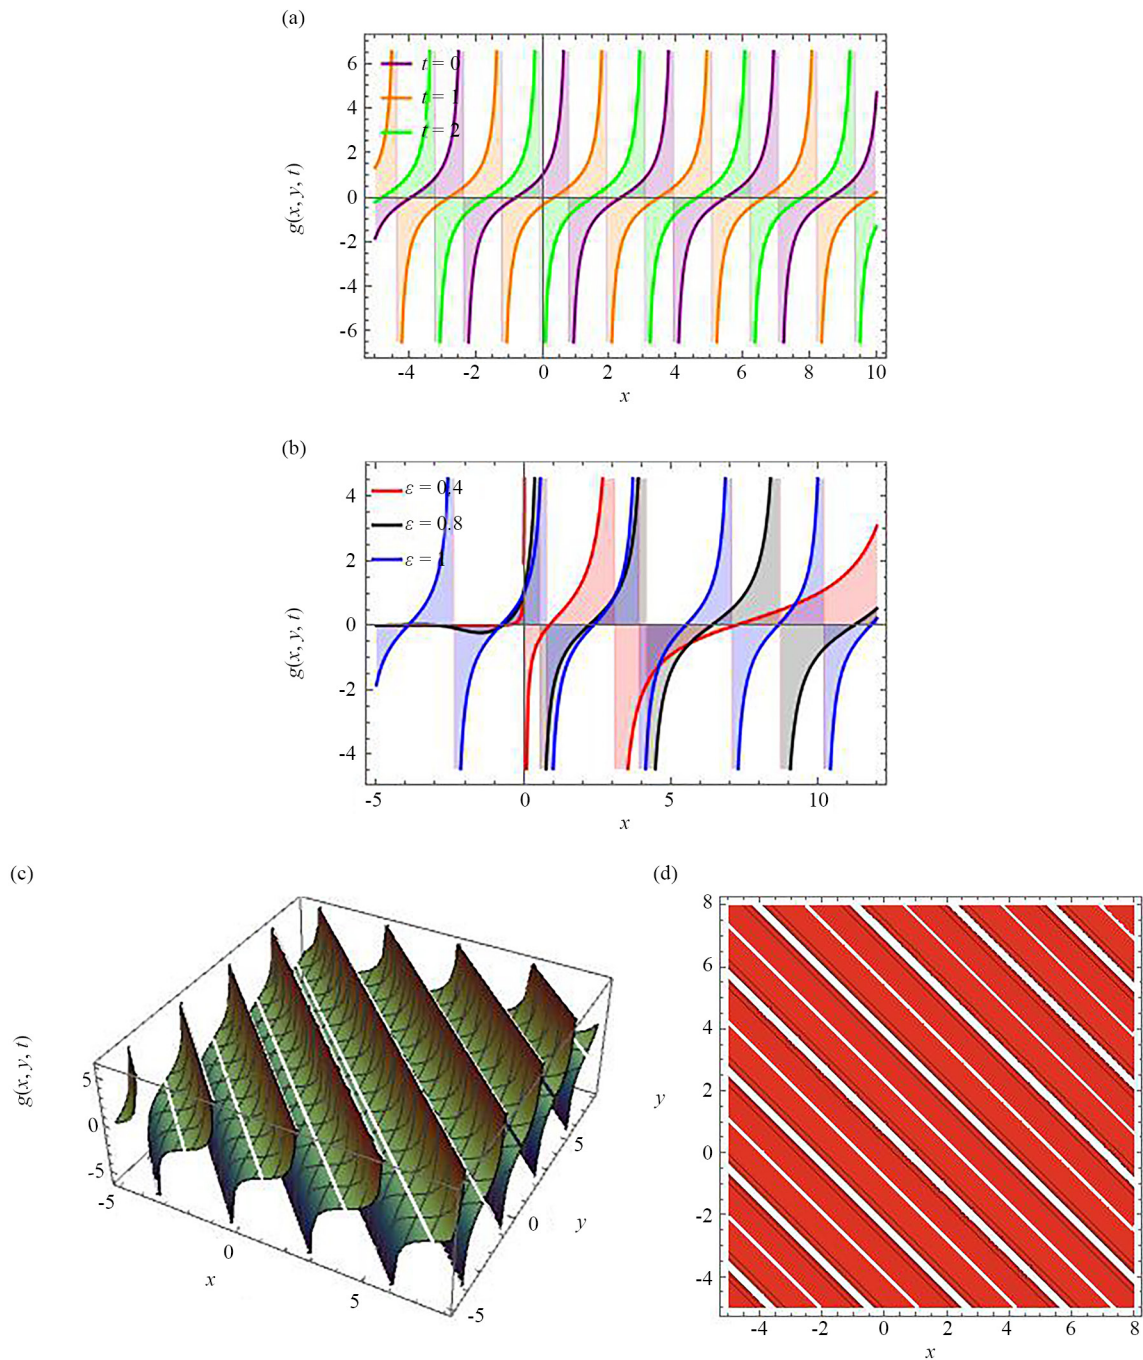 (a)
6
4
2
0
-2
-4
-6
g(x, y, t)
t = 0
t = 1
t = 2
-4 -2 0 2 4 6 8 10
x
(b)
4
2
0
-2
-4
g(x, y, t)
ε = 0.4
ε = 0.8
ε = 1
-5 0 5 10
x
(c)
g(x, y, t)
5
0
-5
-5 0 5
x
-5 0 5
y
(d)
8
6
4
2
0
-2
-4
y
-4 -2 0 2 4 6 8
x